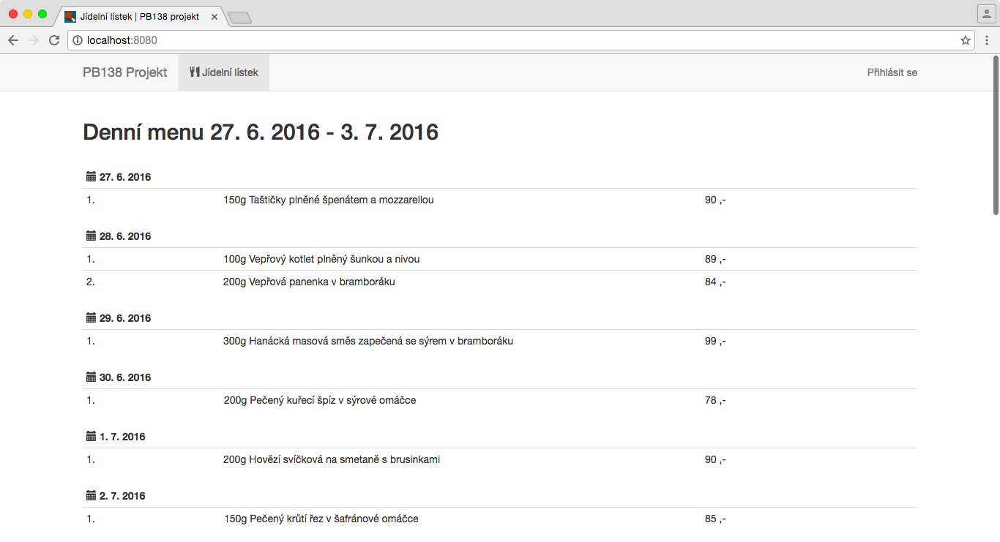 Jídelní lístek | PB138 projekt
localhost:8080
PB138 Projekt Jídelní lístek Přihlásit se
Denní menu 27. 6. 2016 - 3. 7. 2016
27. 6. 2016
1. 150g Taštičky plněné špenátem a mozzarellou 90 ,-
28. 6. 2016
1. 100g Vepřový kotlet plněný šunkou a nivou 89 ,-
2. 200g Vepřová panenka v bramboráku 84 ,-
29. 6. 2016
1. 300g Hanácká masová směs zapečená se sýrem v bramboráku 99 ,-
30. 6. 2016
1. 200g Pečený kuřecí špíz v sýrové omáčce 78 ,-
1. 7. 2016
1. 200g Hovězí svíčková na smetaně s brusinkami 90 ,-
2. 7. 2016
1. 150g Pečený krůtí řez v šafránové omáčce 85 ,-